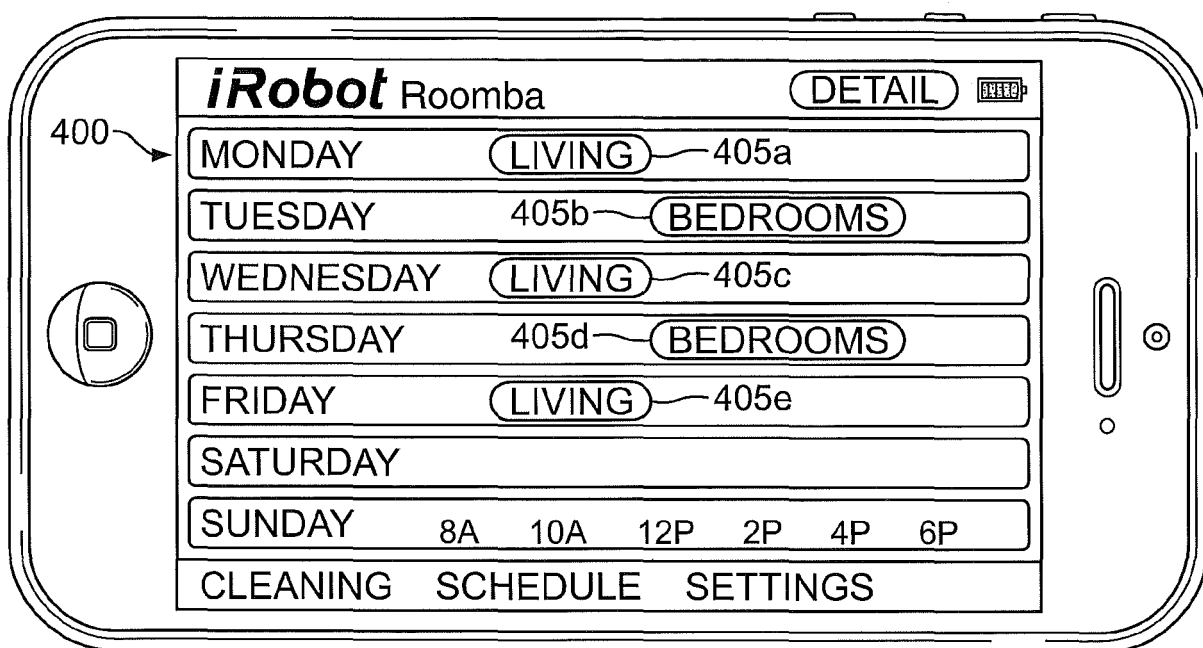 iRobot Roomba DETAIL
400
MONDAY LIVING 405a
TUESDAY 405b BEDROOMS
WEDNESDAY LIVING 405c
THURSDAY 405d BEDROOMS
FRIDAY LIVING 405e
SATURDAY
SUNDAY 8A 10A 12P 2P 4P 6P
CLEANING SCHEDULE SETTINGS